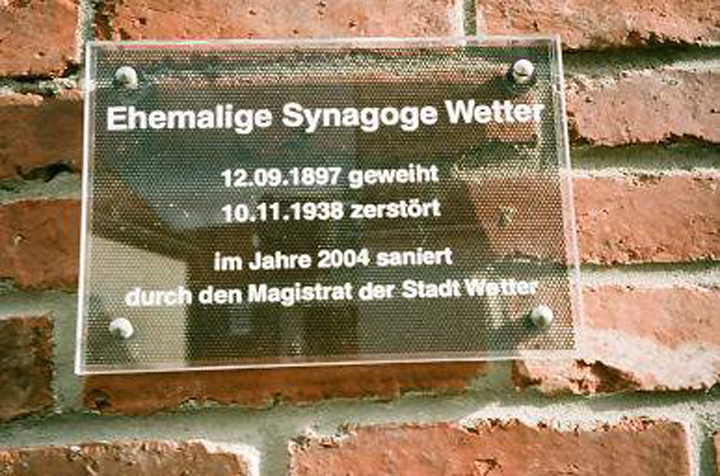 Ehemalige Synagoge Wetter
12.09.1897 geweiht
10.11.1938 zerstört
im Jahre 2004 saniert
durch den Magistrat der Stadt Wetter